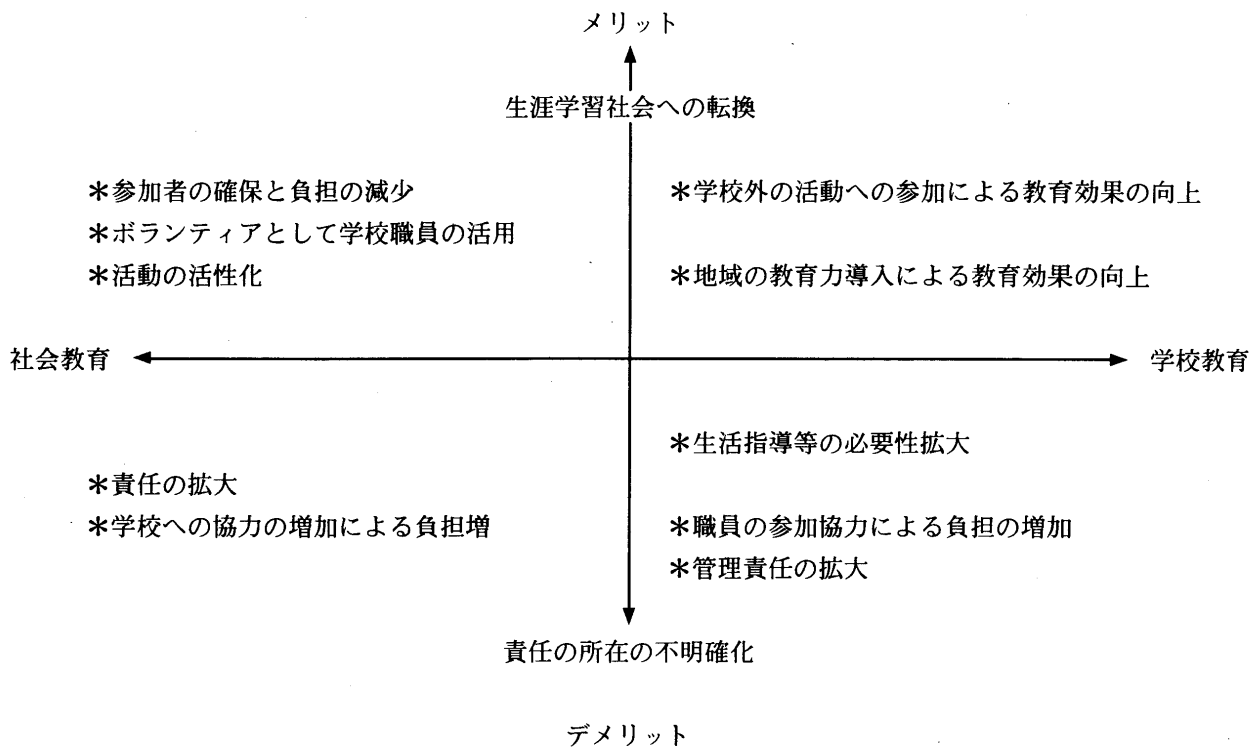 メリット
生涯学習社会への転換
＊参加者の確保と負担の減少
＊ボランティアとして学校職員の活用
＊活動の活性化
＊学校外の活動への参加による教育効果の向上
＊地域の教育力導入による教育効果の向上
社会教育
学校教育
＊責任の拡大
＊学校への協力の増加による負担増
＊生活指導等の必要性拡大
＊職員の参加協力による負担の増加
＊管理責任の拡大
責任の所在の不明確化
デメリット